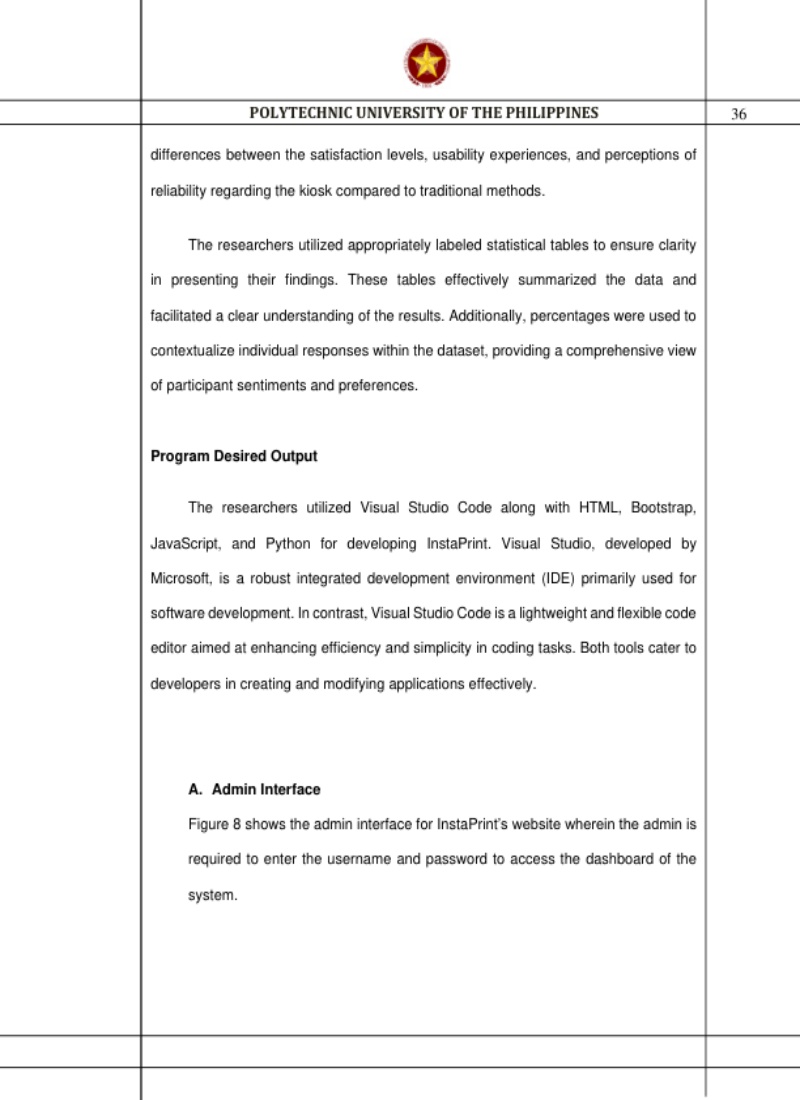 POLYTECHNIC UNIVERSITY OF THE PHILIPPINES 36
differences between the satisfaction levels, usability experiences, and perceptions of
reliability regarding the kiosk compared to traditional methods.
The researchers utilized appropriately labeled statistical tables to ensure clarity
in presenting their findings. These tables effectively summarized the data and
facilitated a clear understanding of the results. Additionally, percentages were used to
contextualize individual responses within the dataset, providing a comprehensive view
of participant sentiments and preferences.
Program Desired Output
The researchers utilized Visual Studio Code along with HTML, Bootstrap,
JavaScript, and Python for developing InstaPrint. Visual Studio, developed by
Microsoft, is a robust integrated development environment (IDE) primarily used for
software development. In contrast, Visual Studio Code is a lightweight and flexible code
editor aimed at enhancing efficiency and simplicity in coding tasks. Both tools cater to
developers in creating and modifying applications effectively.
A. Admin Interface
Figure 8 shows the admin interface for InstaPrint's website wherein the admin is
required to enter the username and password to access the dashboard of the
system.